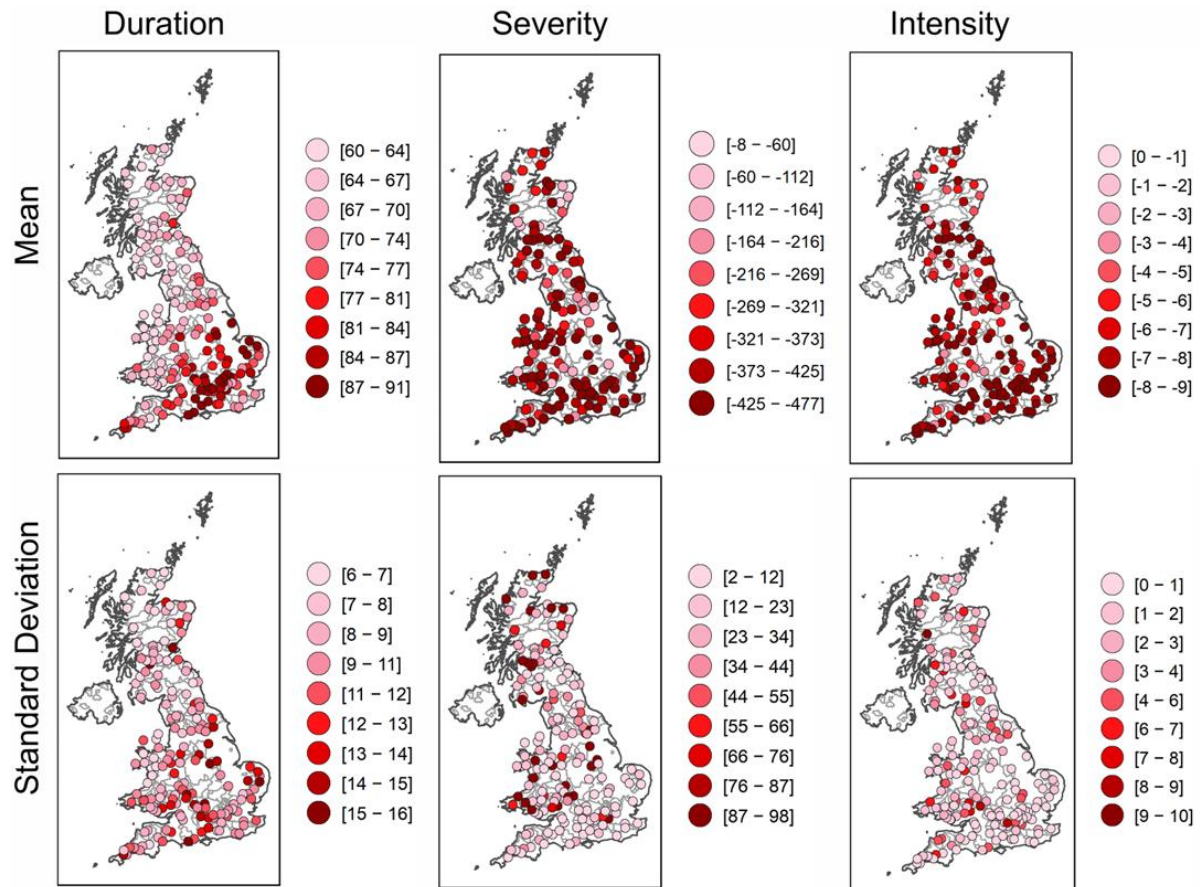 Duration
Severity
Intensity
Mean
[60 − 64]
[64 − 67]
[67 − 70]
[70 − 74]
[74 − 77]
[77 − 81]
[81 − 84]
[84 − 87]
[87 − 91]
[-8 − -60]
[-60 − -112]
[-112 − -164]
[-164 − -216]
[-216 − -269]
[-269 − -321]
[-321 − -373]
[-373 − -425]
[-425 − -477]
[0 − -1]
[-1 − -2]
[-2 − -3]
[-3 − -4]
[-4 − -5]
[-5 − -6]
[-6 − -7]
[-7 − -8]
[-8 − -9]
Standard Deviation
[6 − 7]
[7 − 8]
[8 − 9]
[9 − 11]
[11 − 12]
[12 − 13]
[13 − 14]
[14 − 15]
[15 − 16]
[2 − 12]
[12 − 23]
[23 − 34]
[34 − 44]
[44 − 55]
[55 − 66]
[66 − 76]
[76 − 87]
[87 − 98]
[0 − 1]
[1 − 2]
[2 − 3]
[3 − 4]
[4 − 6]
[6 − 7]
[7 − 8]
[8 − 9]
[9 − 10]